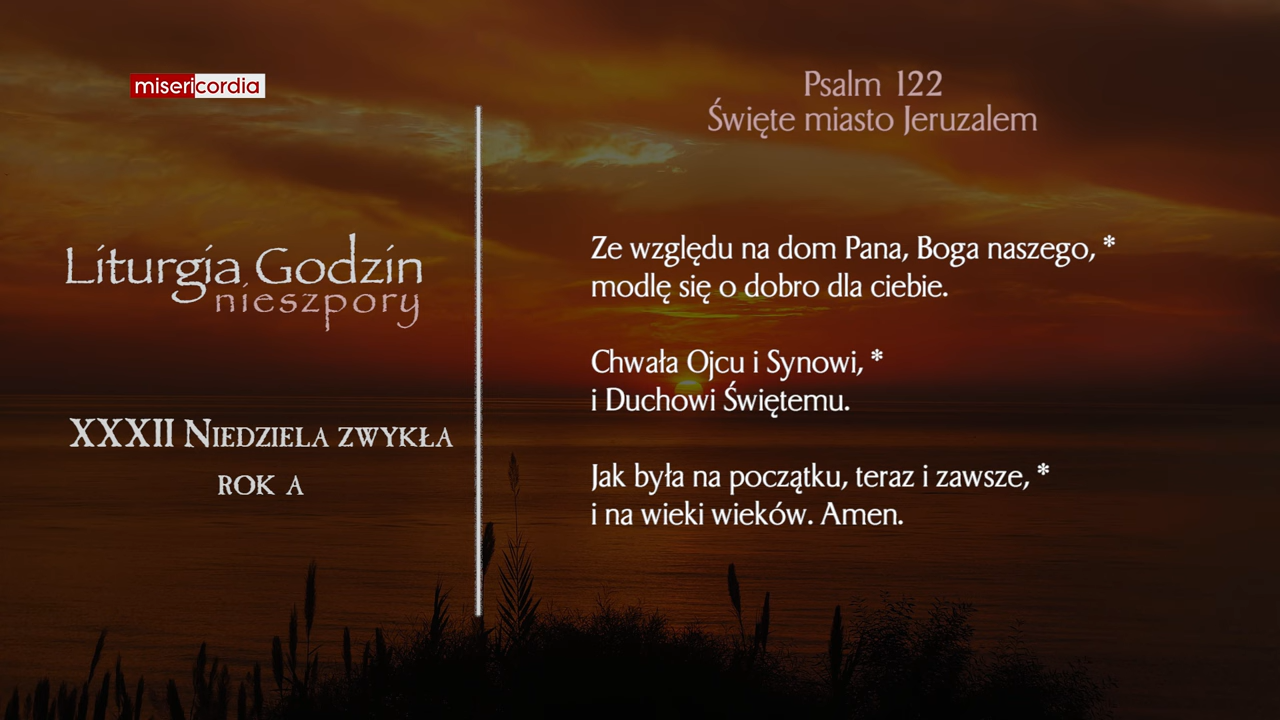 misericordia
Liturgia Godzin
nieszpory
XXXII Niedziela zwykła
rok A
Psalm 122
Święte miasto Jeruzalem
Ze względu na dom Pana, Boga naszego, *
modlę się o dobro dla ciebie.
Chwała Ojcu i Synowi, *
i Duchowi Świętemu.
Jak była na początku, teraz i zawsze, *
i na wieki wieków. Amen.